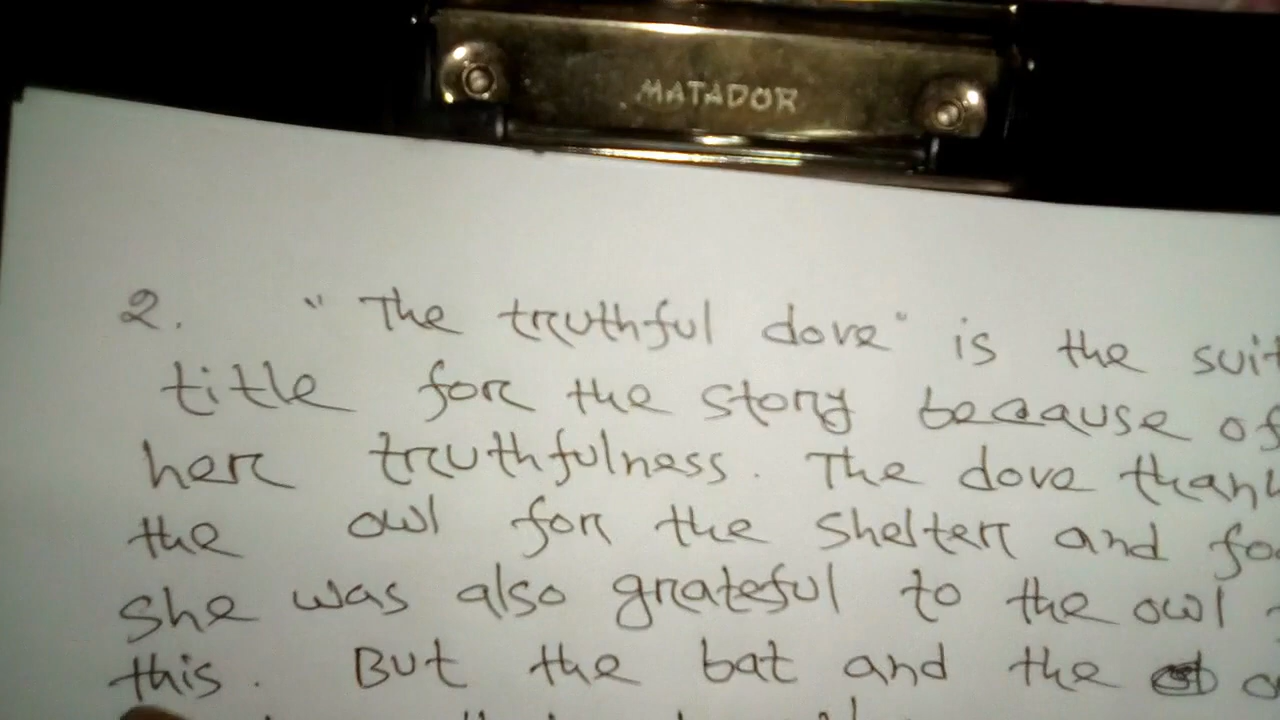 MATADOR
2. "The truthful dove" is the suit
title for the story because of
her truthfulness. The dove thank
the owl for the shelter and fo
She was also grateful to the owl
this. But the bat and the